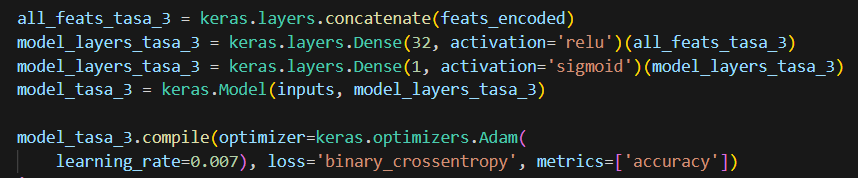 all_feats_tasa_3 = keras.layers.concatenate(feats_encoded)
model_layers_tasa_3 = keras.layers.Dense(32, activation='relu')(all_feats_tasa_3)
model_layers_tasa_3 = keras.layers.Dense(1, activation='sigmoid')(model_layers_tasa_3)
model_tasa_3 = keras.Model(inputs, model_layers_tasa_3)

model_tasa_3.compile(optimizer=keras.optimizers.Adam(
    learning_rate=0.007), loss='binary_crossentropy', metrics=['accuracy'])